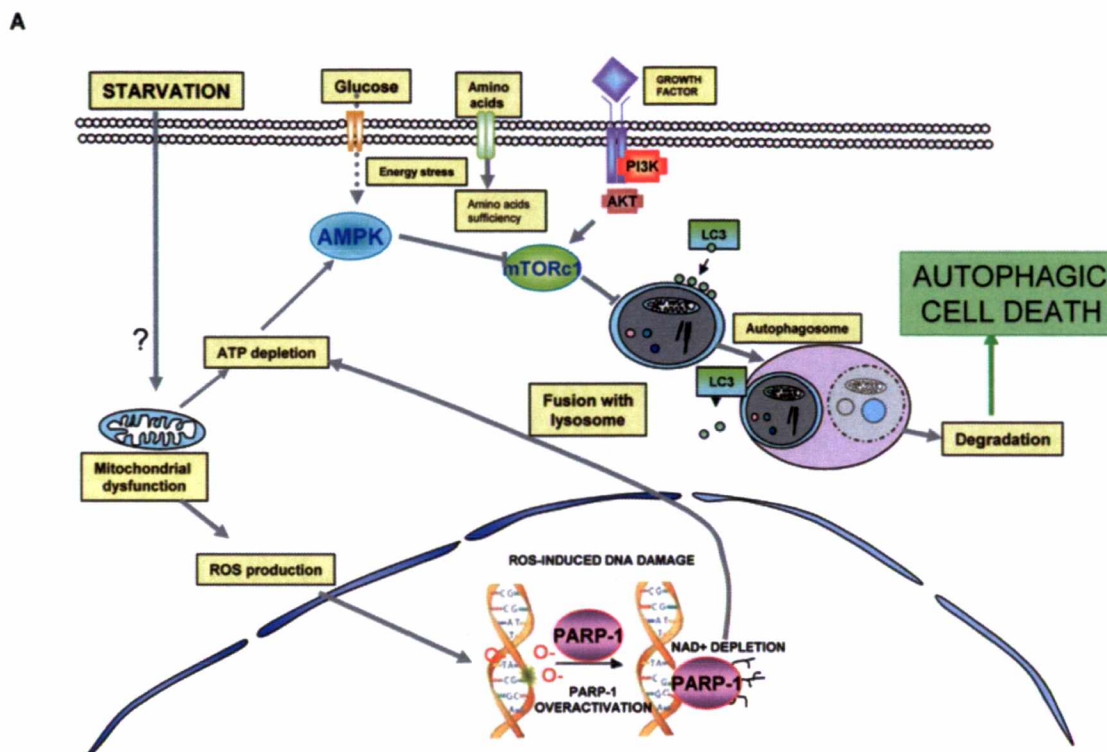 A
STARVATION
Glucose
Amino
acids
GROWTH
FACTOR
PI3K
Energy stress
Amino acids
sufficiency
AKT
AMPK
mTORc1
LC3
AUTOPHAGIC
CELL DEATH
?
ATP depletion
Autophagosome
LC3
Fusion with
lysosome
Degradation
Mitochondrial
dysfunction
ROS production
ROS-INDUCED DNA DAMAGE
PARP-1
O-
O-
NAD+ DEPLETION
PARP-1
PARP-1
OVERACTIVATION